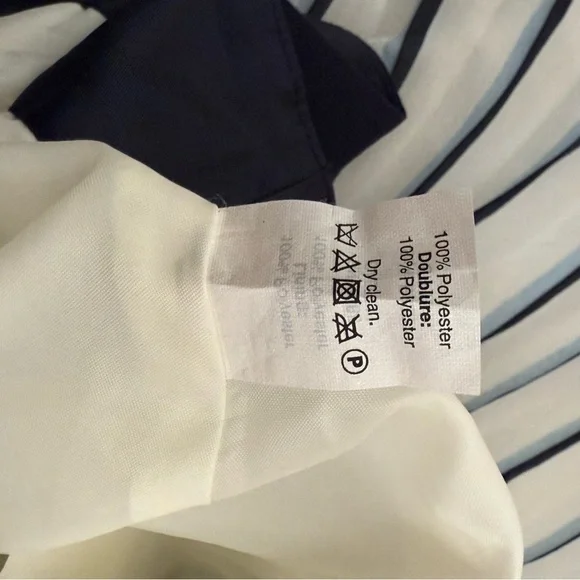 100% Polyester
Doublure:
100% Polyester
Dry clean.
P